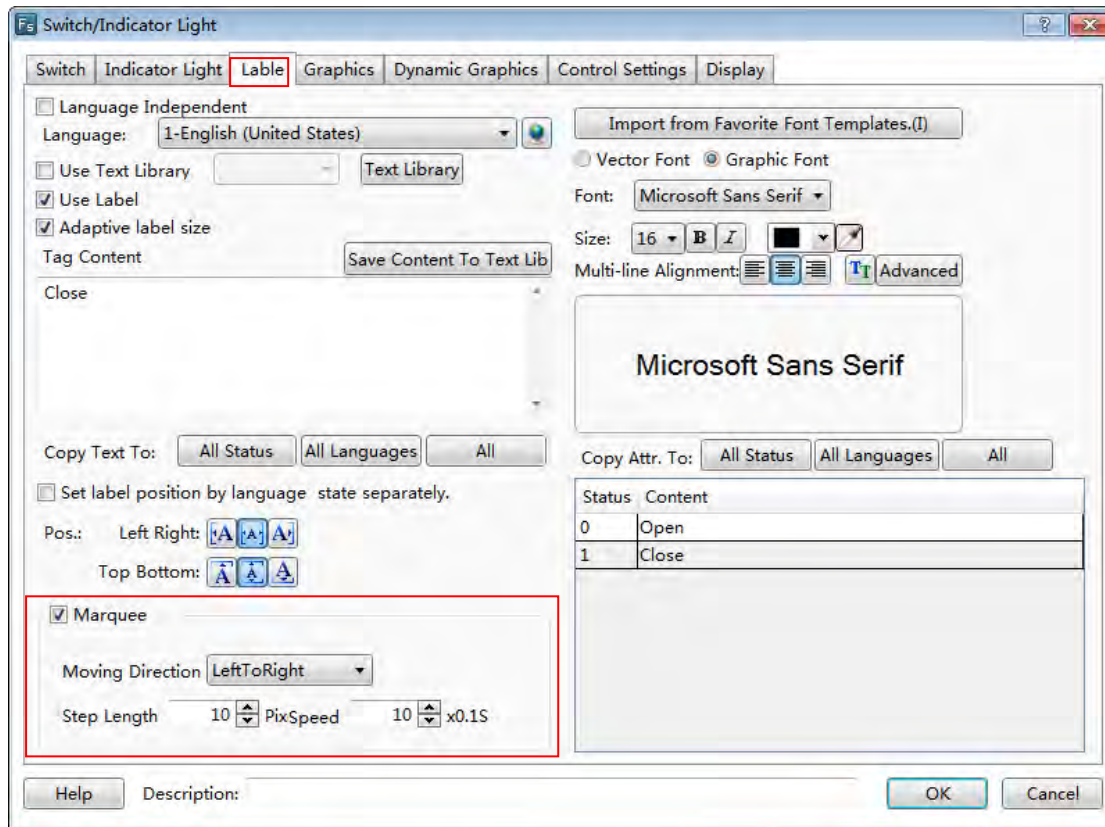 Fs Switch/Indicator Light
Switch Indicator Light Lable Graphics Dynamic Graphics Control Settings Display
Language Independent
Language: 1-English (United States)
Use Text Library Text Library
Use Label
Adaptive label size
Tag Content Save Content To Text Lib
Close
Copy Text To: All Status All Languages All
Set label position by language state separately.
Pos.: Left Right: A A A
Top Bottom: A A A
Marquee
Moving Direction LeftToRight
Step Length 10 PixSpeed 10 x0.1S
Import from Favorite Font Templates.(I)
Vector Font Graphic Font
Font: Microsoft Sans Serif
Size: 16 B I
Multi-line Alignment: TT Advanced
Microsoft Sans Serif
Copy Attr. To: All Status All Languages All
Status Content
0 Open
1 Close
Help Description: OK Cancel